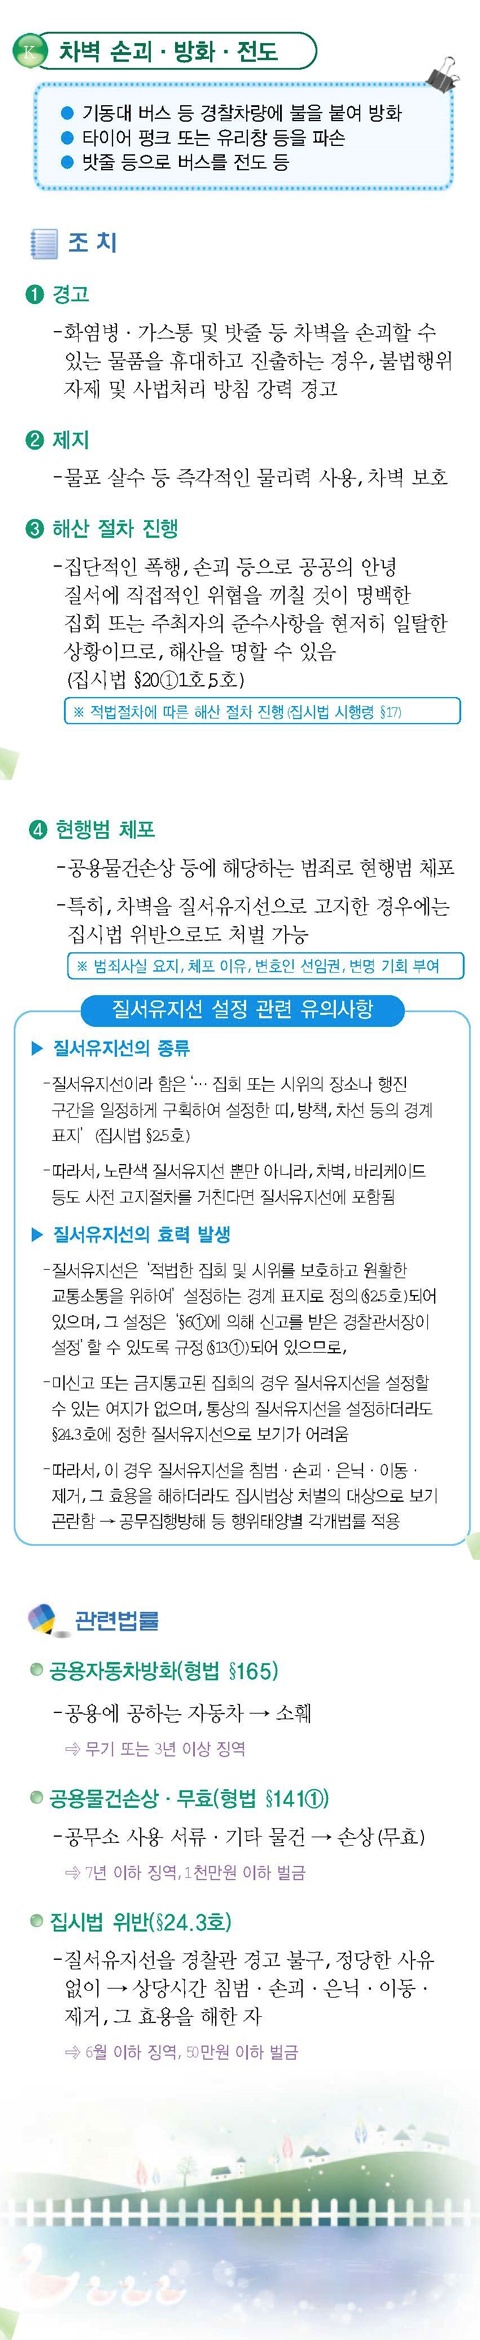 K 차벽 손괴 · 방화 · 전도
● 기동대 버스 등 경찰차량에 불을 붙여 방화
● 타이어 펑크 또는 유리창 등을 파손
● 밧줄 등으로 버스를 전도 등
조 치
❶ 경고
-화염병 · 가스통 및 밧줄 등 차벽을 손괴할 수
있는 물품을 휴대하고 진출하는 경우, 불법행위
자제 및 사법처리 방침 강력 경고
❷ 제지
-물포 살수 등 즉각적인 물리력 사용, 차벽 보호
❸ 해산 절차 진행
-집단적인 폭행, 손괴 등으로 공공의 안녕
질서에 직접적인 위협을 끼칠 것이 명백한
집회 또는 주최자의 준수사항을 현저히 일탈한
상황이므로, 해산을 명할 수 있음
(집시법 §20①1호,5호)
※ 적법절차에 따른 해산 절차 진행(집시법 시행령 §17)
❹ 현행범 체포
-공용물건손상 등에 해당하는 범죄로 현행범 체포
-특히, 차벽을 질서유지선으로 고지한 경우에는
집시법 위반으로도 처벌 가능
※ 범죄사실 요지, 체포 이유, 변호인 선임권, 변명 기회 부여
질서유지선 설정 관련 유의사항
▶ 질서유지선의 종류
-질서유지선이라 함은 '… 집회 또는 시위의 장소나 행진
구간을 일정하게 구획하여 설정한 띠, 방책, 차선 등의 경계
표지' (집시법 §2.5호)
-따라서, 노란색 질서유지선 뿐만 아니라, 차벽, 바리케이드
등도 사전 고지절차를 거친다면 질서유지선에 포함됨
▶ 질서유지선의 효력 발생
-질서유지선은 '적법한 집회 및 시위를 보호하고 원활한
교통소통을 위하여' 설정하는 경계 표지로 정의(§2.5호)되어
있으며, 그 설정은 '§6①에 의해 신고를 받은 경찰관서장이
설정'할 수 있도록 규정(§13①)되어 있으므로,
-미신고 또는 금지통고된 집회의 경우 질서유지선을 설정할
수 있는 여지가 없으며, 통상의 질서유지선을 설정하더라도
§24.3호에 정한 질서유지선으로 보기가 어려움
-따라서, 이 경우 질서유지선을 침범 · 손괴 · 은닉 · 이동 ·
제거, 그 효용을 해하더라도 집시법상 처벌의 대상으로 보기
곤란함 → 공무집행방해 등 행위태양별 각개법률 적용
관련법률
공용자동차방화(형법 §165)
-공용에 공하는 자동차 → 소훼
⇨ 무기 또는 3년 이상 징역
공용물건손상 · 무효(형법 §141①)
-공무소 사용 서류 · 기타 물건 → 손상(무효)
⇨ 7년 이하 징역, 1천만원 이하 벌금
집시법 위반(§24.3호)
-질서유지선을 경찰관 경고 불구, 정당한 사유
없이 → 상당시간 침범 · 손괴 · 은닉 · 이동 ·
제거, 그 효용을 해한 자
⇨ 6월 이하 징역, 50만원 이하 벌금